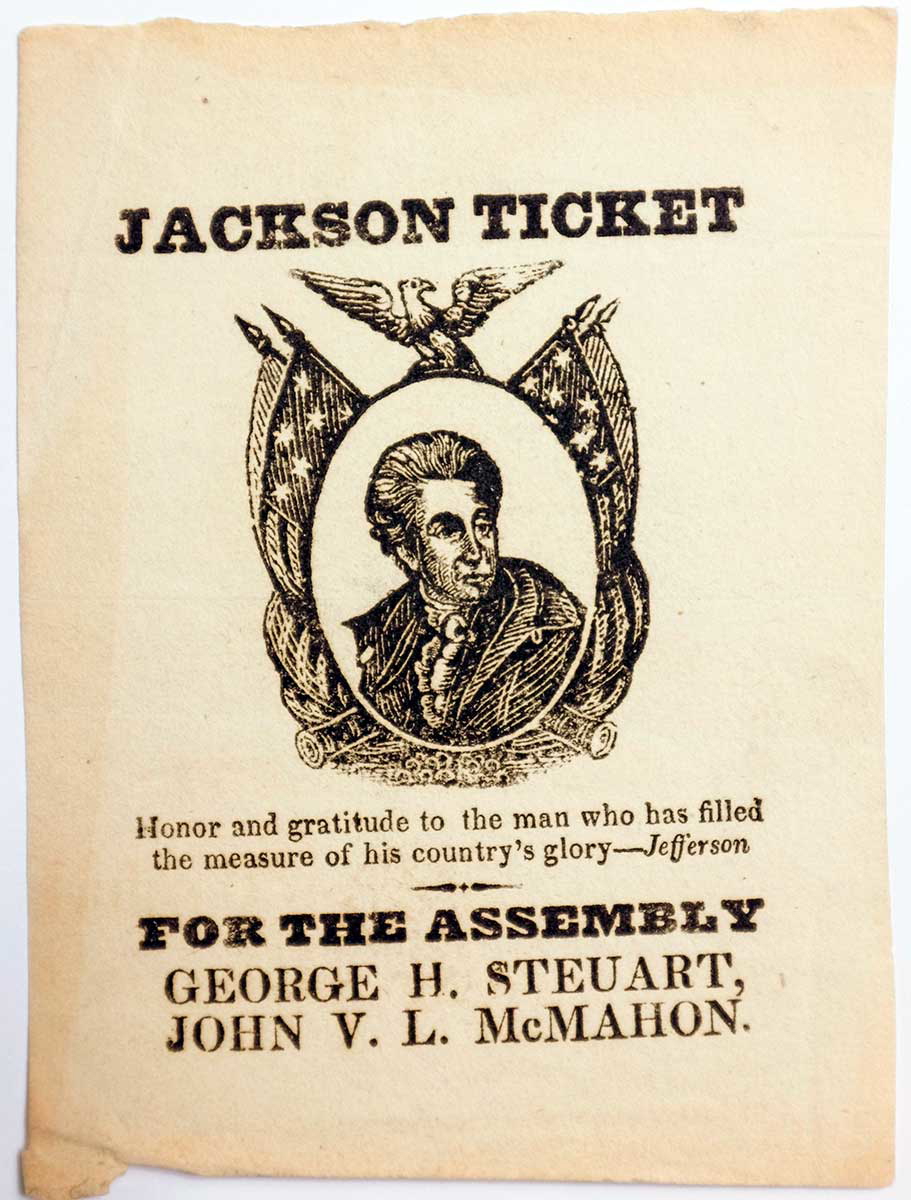 JACKSON TICKET
Honor and gratitude to the man who has filled
the measure of his country's glory—Jefferson
FOR THE ASSEMBLY
GEORGE H. STEUART,
JOHN V. L. McMAHON.